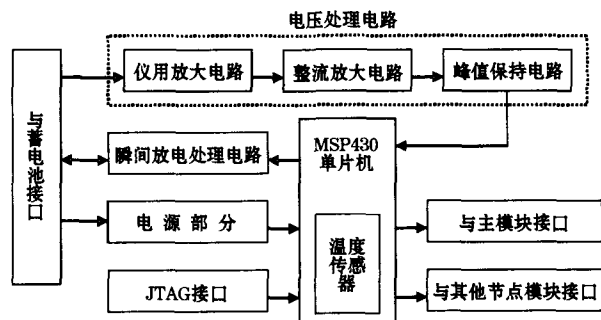 电压处理电路
仪用放大电路
整流放大电路
峰值保持电路
与蓄电池接口
瞬间放电处理电路
MSP430
单片机
电源部分
温度
传感
器
与主模块接口
JTAG接口
与其他节点模块接口